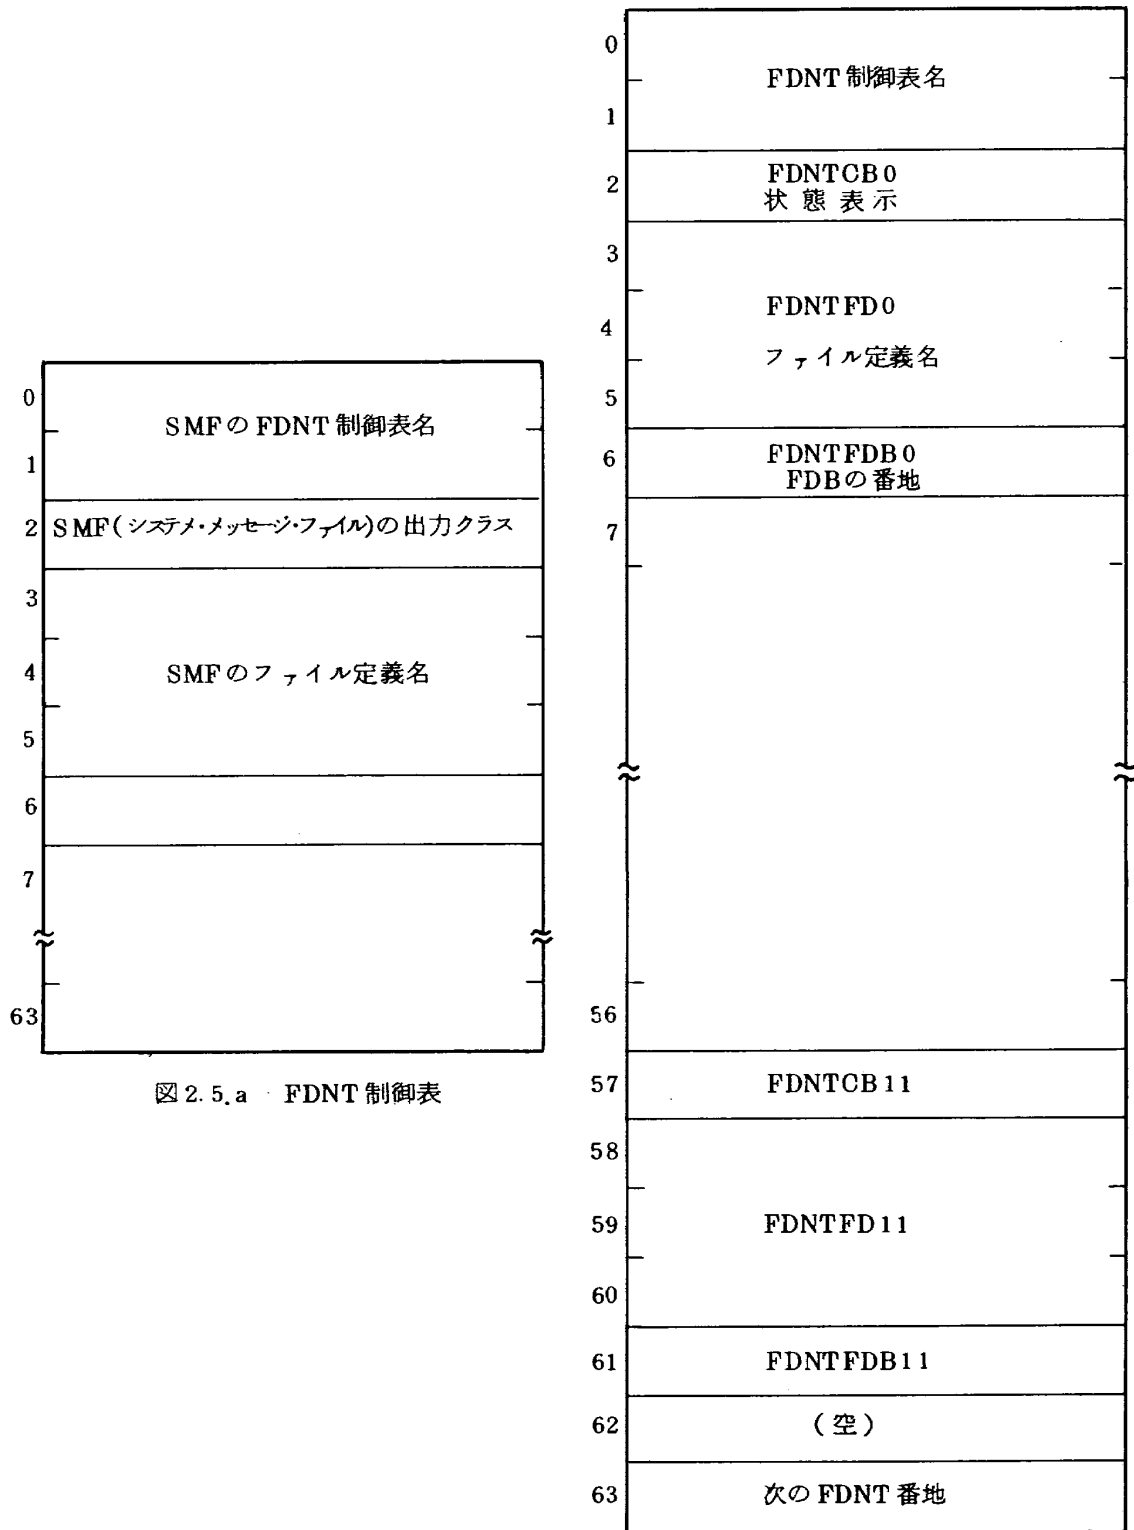 0
SMFのFDNT制御表名
1
2 SMF(システメ・メッセージ・ファイル)の出力クラス
3
4 SMFのファイル定義名
5
6
7
63
図2.5.a FDNT制御表
0
FDNT制御表名
1
2 FDNTCB0
状態表示
3
FDNTFD0
4
ファイル定義名
5
6 FDNTFDB0
FDBの番地
7
56
57 FDNTCB11
58
59 FDNTFD11
60
61 FDNTFDB11
62 (空)
63 次のFDNT番地